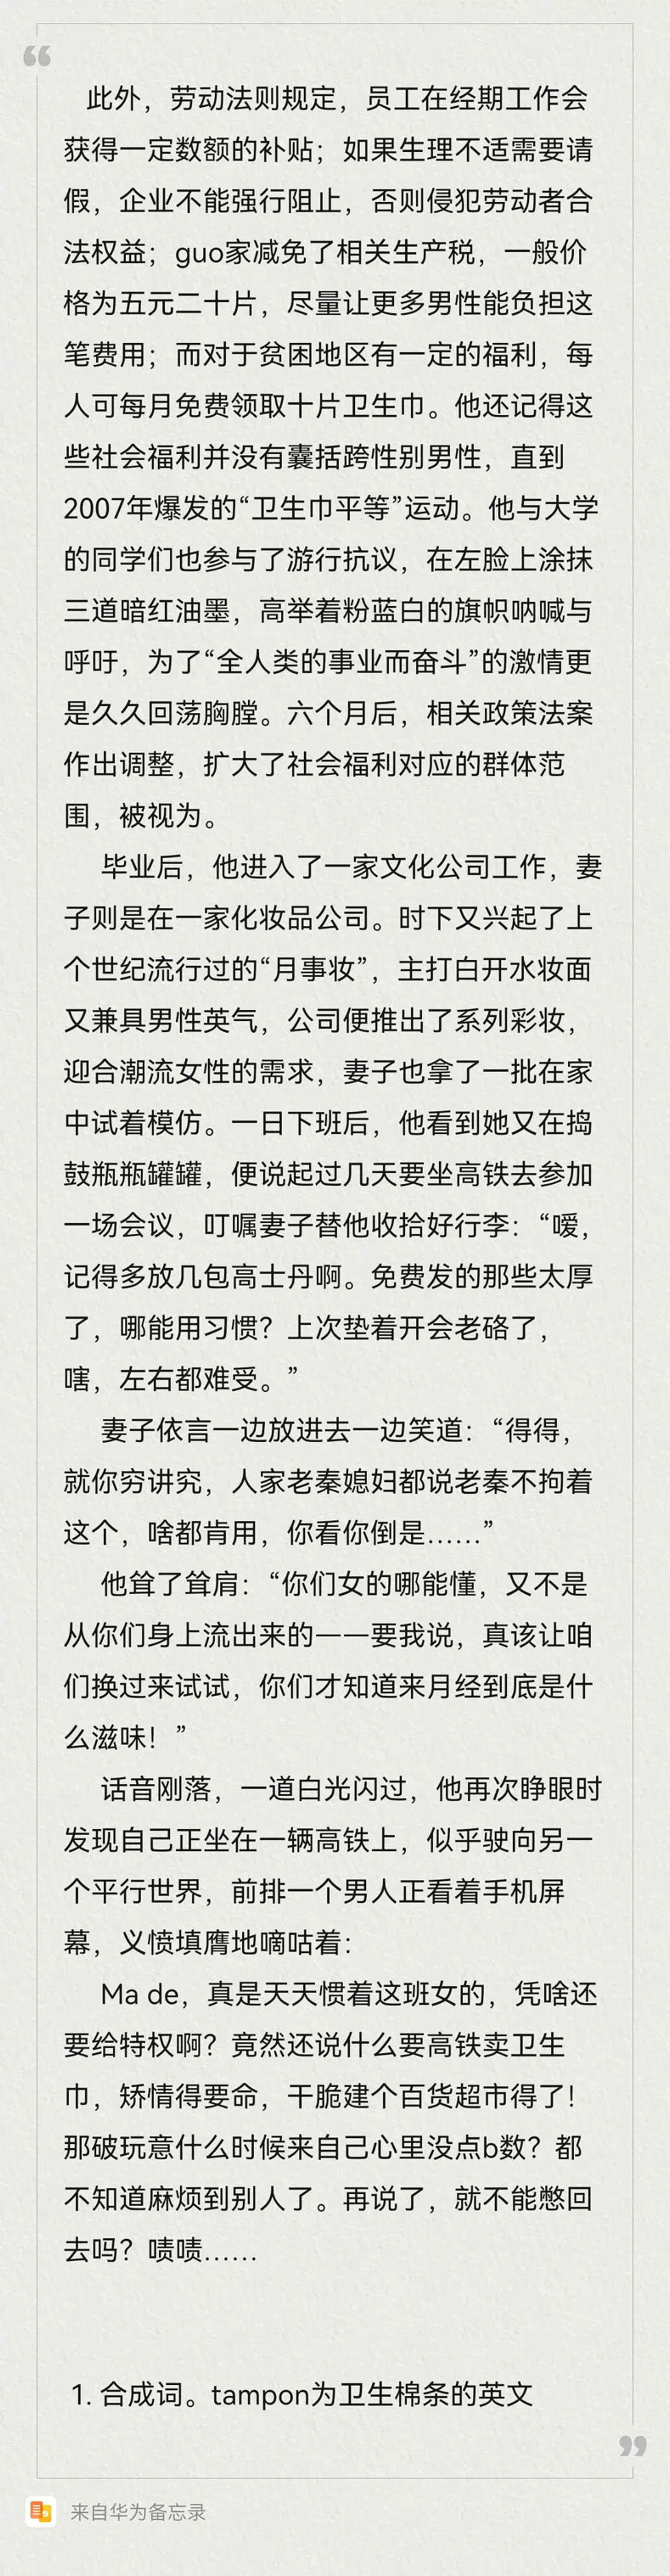 此外，劳动法则规定，员工在经期工作会
获得一定数额的补贴；如果生理不适需要请
假，企业不能强行阻止，否则侵犯劳动者合
法权益；guo家减免了相关生产税，一般价
格为五元二十片，尽量让更多男性能负担这
笔费用；而对于贫困地区有一定的福利，每
人可每月免费领取十片卫生巾。他还记得这
些社会福利并没有囊括跨性别男性，直到
2007年爆发的“卫生巾平等”运动。他与大学
的同学们也参与了游行抗议，在左脸上涂抹
三道暗红油墨，高举着粉蓝白的旗帜呐喊与
呼吁，为了“全人类的事业而奋斗”的激情更
是久久回荡胸膛。六个月后，相关政策法案
作出调整，扩大了社会福利对应的群体范
围，被视为。
毕业后，他进入了一家文化公司工作，妻
子则是在一家化妆品公司。时下又兴起了上
个世纪流行过的“月事妆”，主打白开水妆面
又兼具男性英气，公司便推出了系列彩妆，
迎合潮流女性的需求，妻子也拿了一批在家
中试着模仿。一日下班后，他看到她又在捣
鼓瓶瓶罐罐，便说起过几天要坐高铁去参加
一场会议，叮嘱妻子替他收拾好行李：“嗳，
记得多放几包高士丹啊。免费发的那些太厚
了，哪能用习惯？上次垫着开会老硌了，
嗐，左右都难受。”
妻子依言一边放进去一边笑道：“得得，
就你穷讲究，人家老秦媳妇都说老秦不拘着
这个，啥都肯用，你看你倒是……”
他耸了耸肩：“你们女的哪能懂，又不是
从你们身上流出来的一一要我说，真该让咱
们换过来试试，你们才知道来月经到底是什
么滋味！”
话音刚落，一道白光闪过，他再次睁眼时
发现自己正坐在一辆高铁上，似乎驶向另一
个平行世界，前排一个男人正看着手机屏
幕，义愤填膺地嘀咕着：
Ma de，真是天天惯着这班女的，凭啥还
要给特权啊？竟然还说什么要高铁卖卫生
巾，矫情得要命，干脆建个百货超市得了！
那破玩意什么时候来自己心里没点b数？都
不知道麻烦到别人了。再说了，就不能憋回
去吗？啧啧……
1. 合成词。tampon为卫生棉条的英文
来自华为备忘录